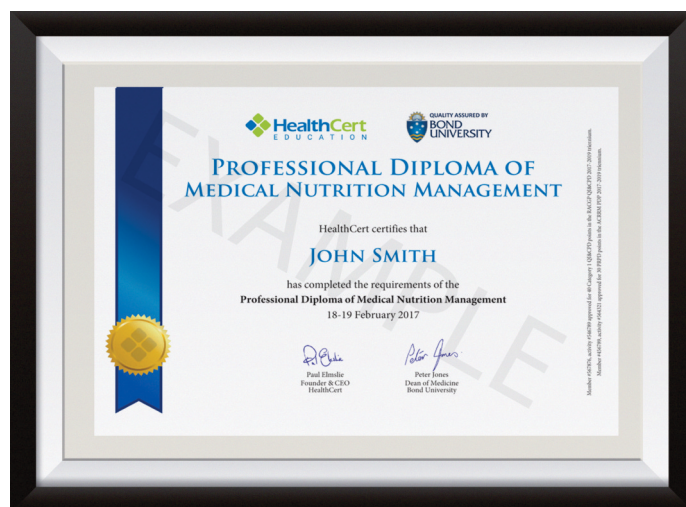 HealthCert
EDUCATION
QUALITY ASSURED BY
BOND
UNIVERSITY
PROFESSIONAL DIPLOMA OF
MEDICAL NUTRITION MANAGEMENT
HealthCert certifies that
JOHN SMITH
has completed the requirements of the
Professional Diploma of Medical Nutrition Management
18-19 February 2017
Paul Elmslie
Founder & CEO
HealthCert
Peter Jones
Peter Jones
Dean of Medicine
Bond University
EXAMPLE